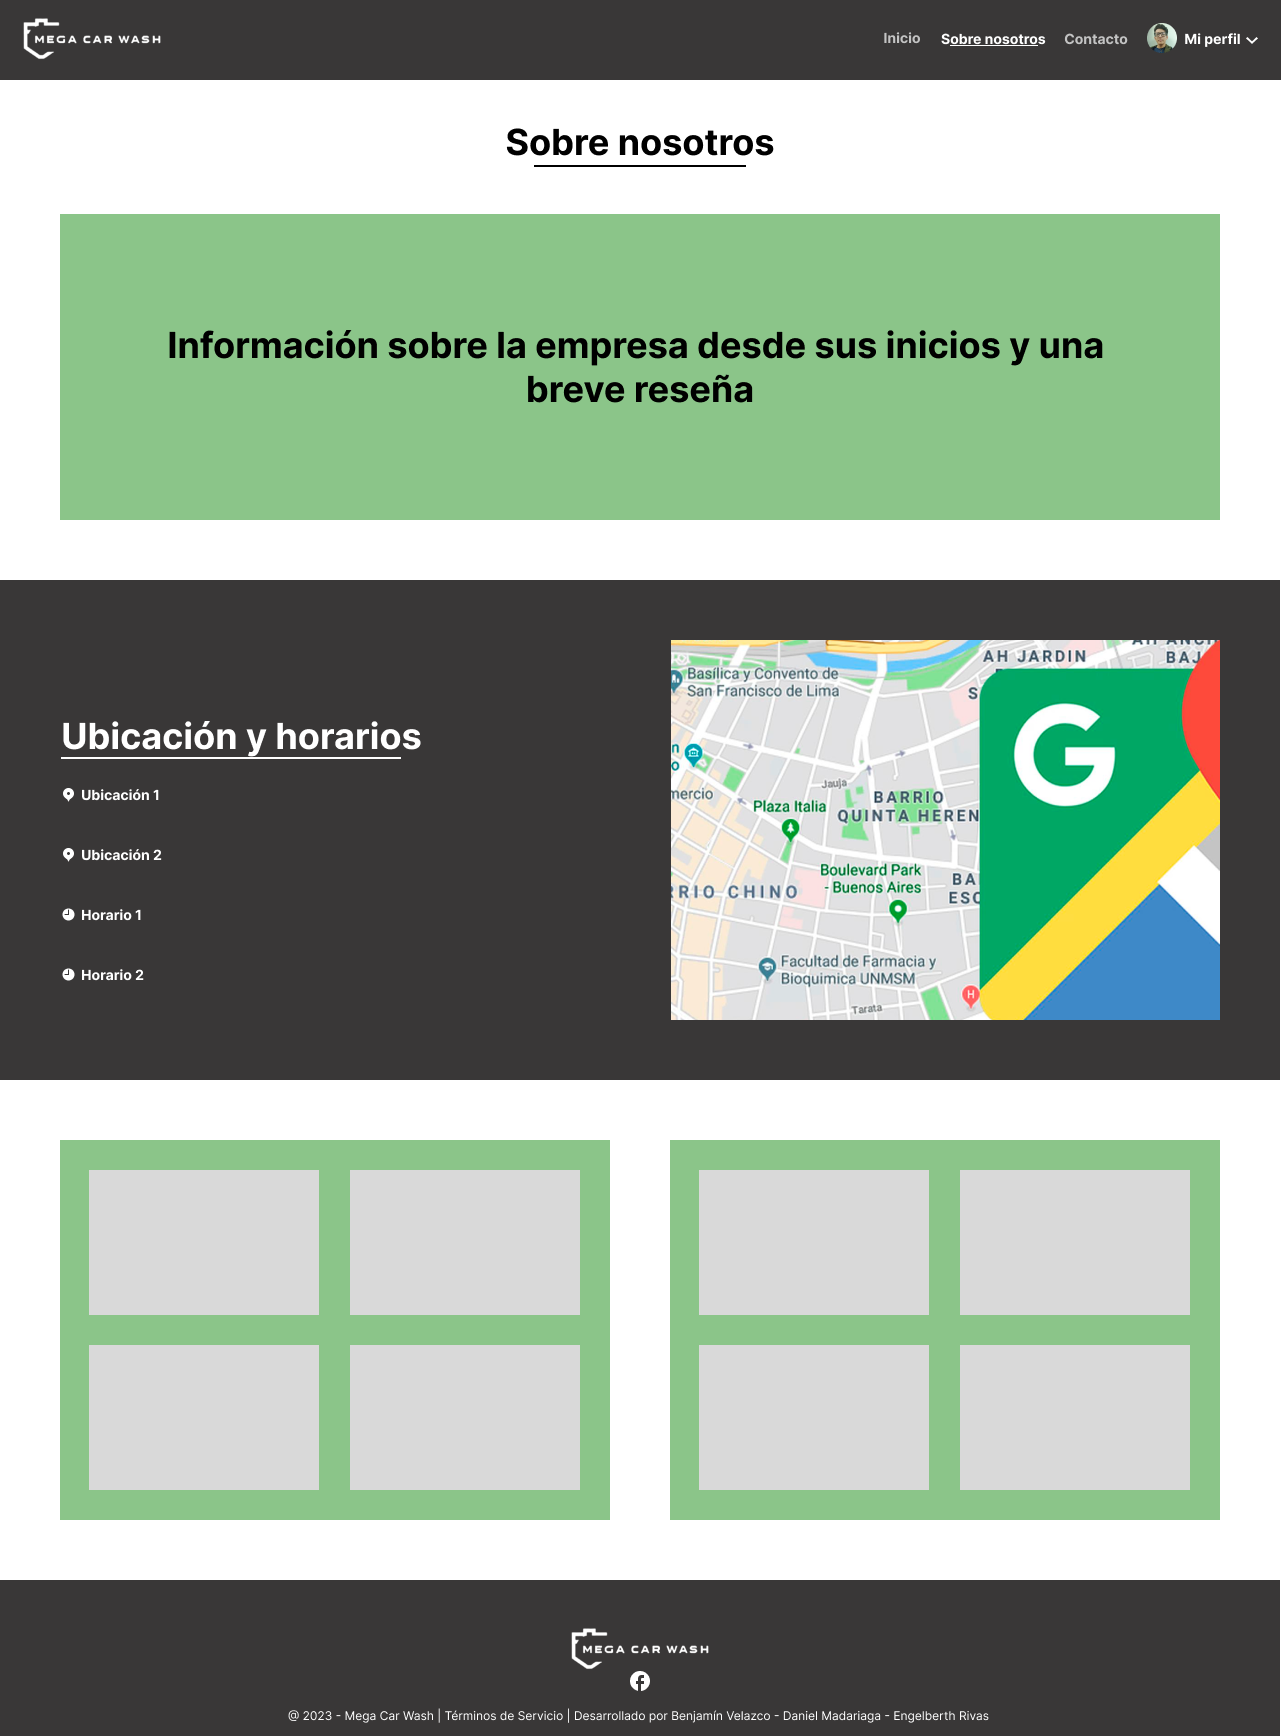 MEGA CAR WASH
Inicio
Sobre nosotros
Contacto
Mi perfil
Sobre nosotros
Información sobre la empresa desde sus inicios y una
breve reseña
Ubicación y horarios
Ubicación 1
Ubicación 2
Horario 1
Horario 2
AH JARDIN
BAJ
Basílica y Convento de
San Francisco de Lima
S
n
o
Jauja
mercio
Plaza Italia
BARRIO
QUINTA HEREN
Boulevard Park
- Buenos Aires
BA
ESC
RRIO CHINO
Facultad de Farmacia y
Bioquimica UNMSM
H
Tarata
G
MEGA CAR WASH
@ 2023 - Mega Car Wash | Términos de Servicio | Desarrollado por Benjamín Velazco - Daniel Madariaga - Engelberth Rivas